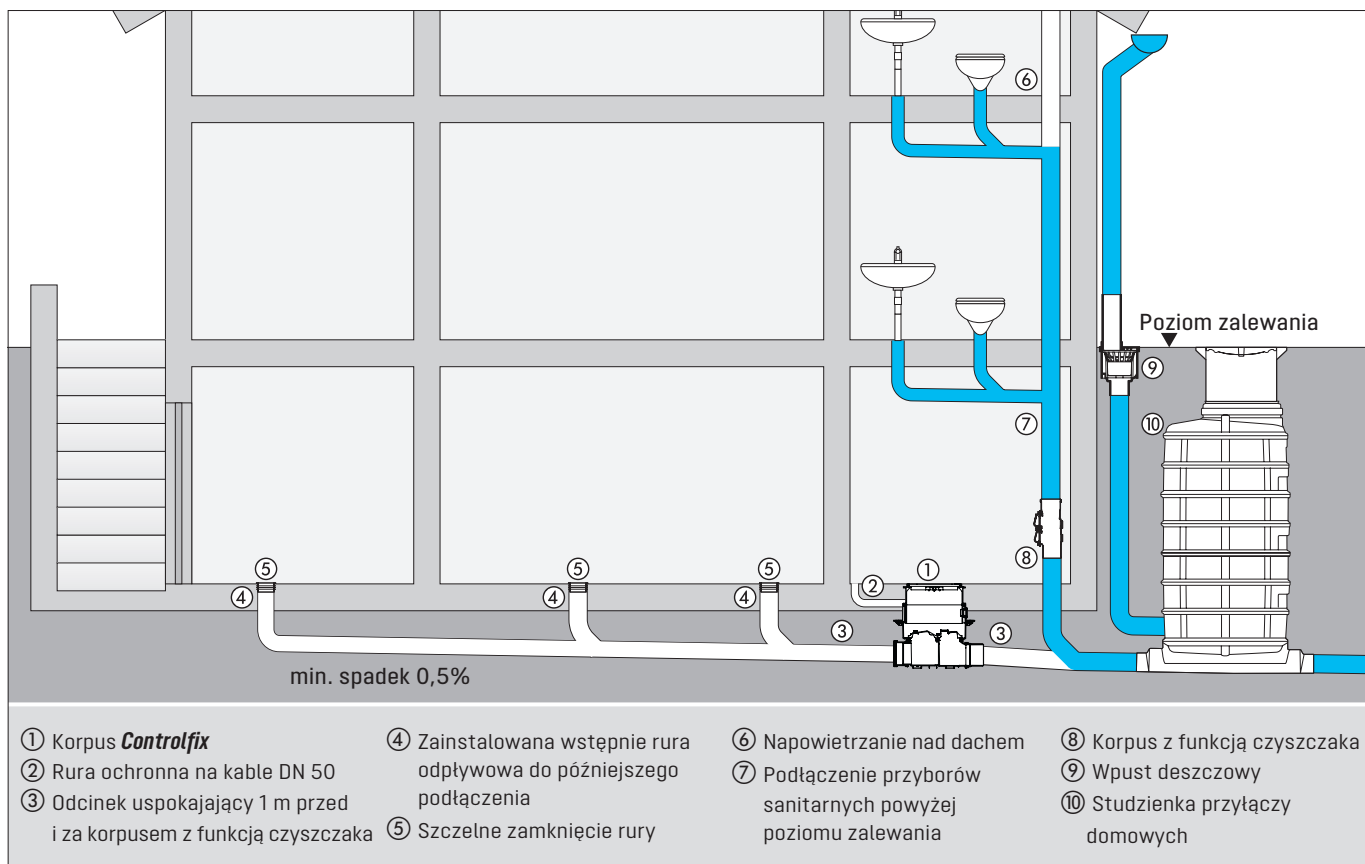 ⑥
Poziom zalewania
⑨
⑦
⑩
⑧
⑤ ⑤ ⑤ ① 
④ ④ ④ ②
③ ③
min. spadek 0,5%
① Korpus Controlfix
② Rura ochronna na kable DN 50
③ Odcinek uspokajający 1 m przed
i za korpusem z funkcją czyszczaka
④ Zainstalowana wstępnie rura
odpływowa do późniejszego
podłączenia
⑤ Szczelne zamknięcie rury
⑥ Napowietrzanie nad dachem
⑦ Podłączenie przyborów
sanitarnych powyżej
poziomu zalewania
⑧ Korpus z funkcją czyszczaka
⑨ Wpust deszczowy
⑩ Studzienka przyłączy
domowych